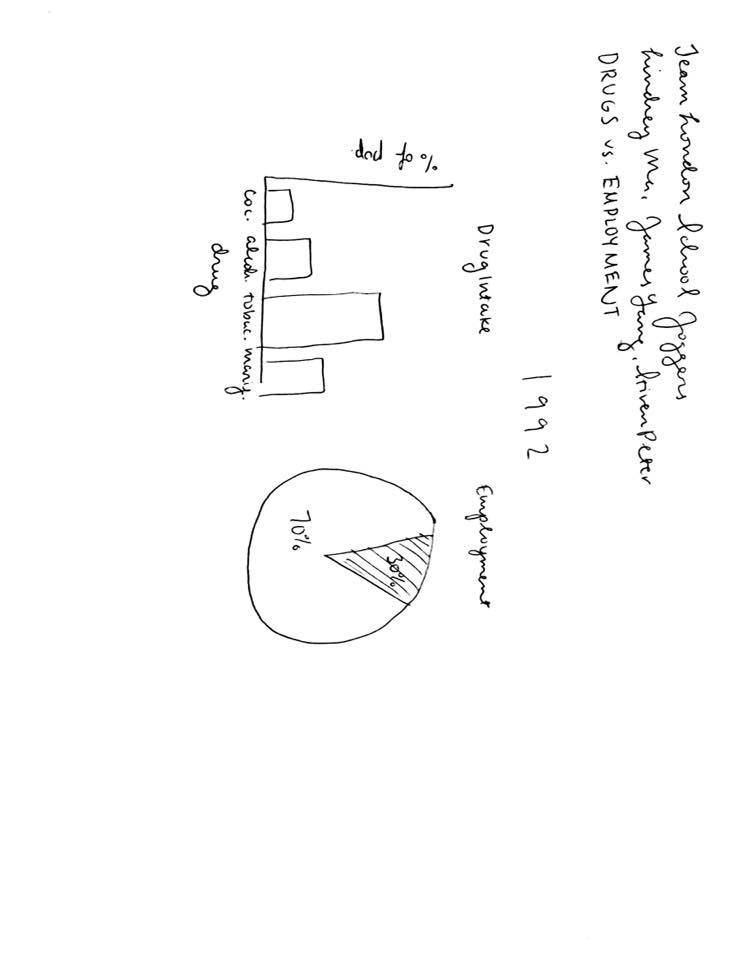 Team London School Joggers
Lindsey Ma, James Yang, Peter
DRUGS vs. EMPLOYMENT
1992
Drug Intake
% of pop
coc. alcoh. tobac. marij.
drug
Employment
30%
70%